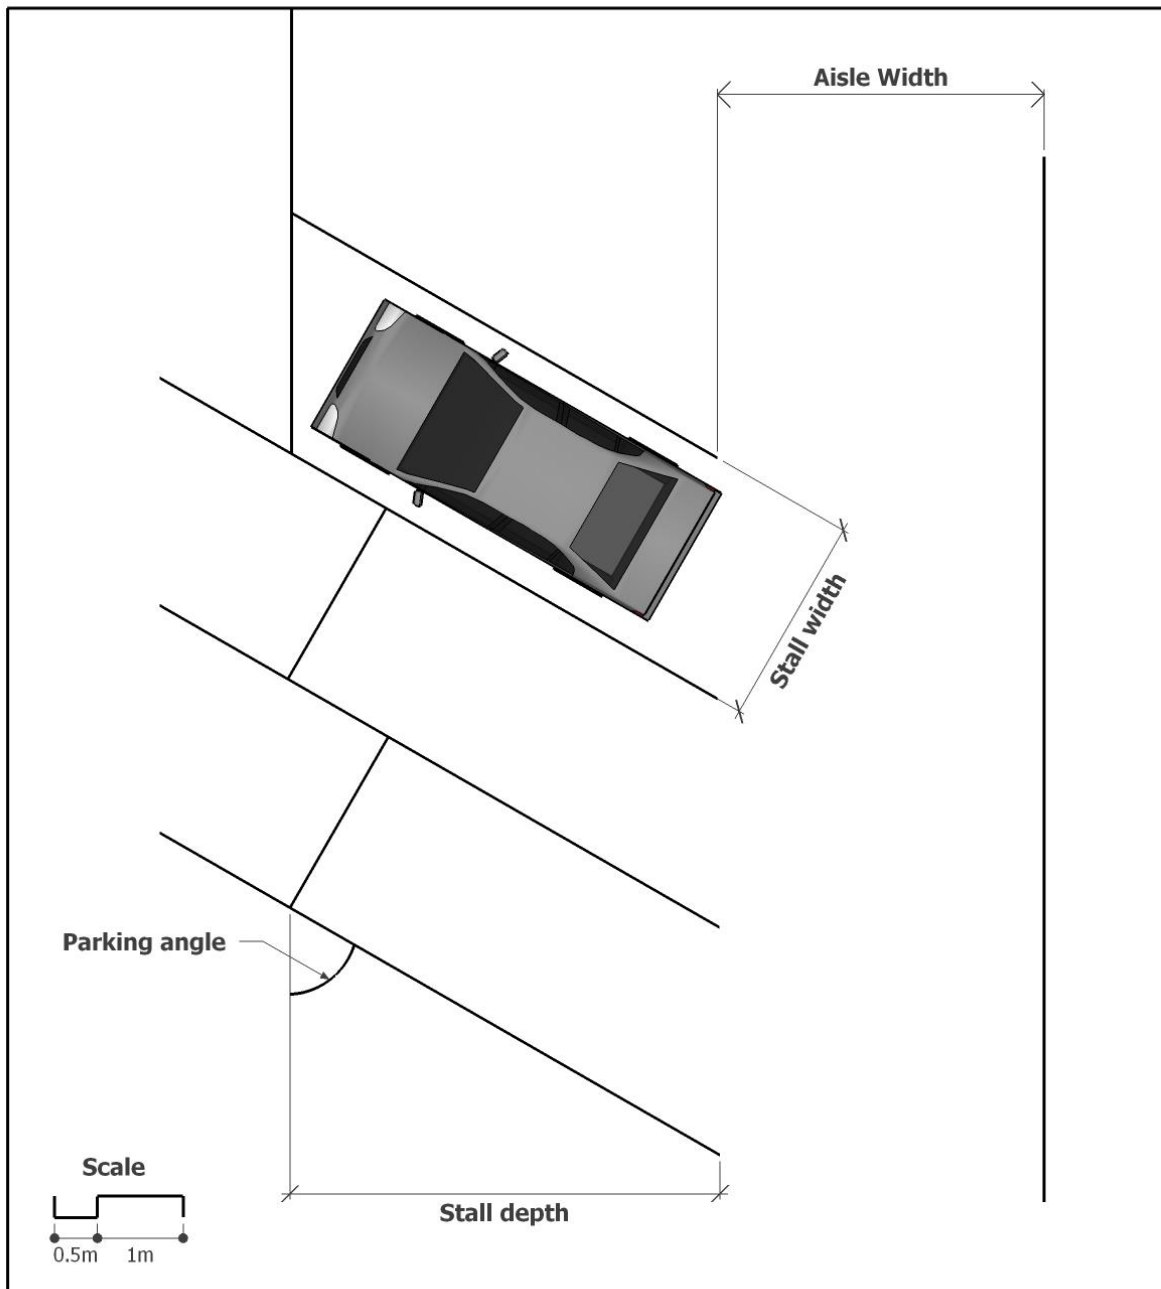 Aisle Width
Stall width
Parking angle
Scale
0.5m 1m
Stall depth